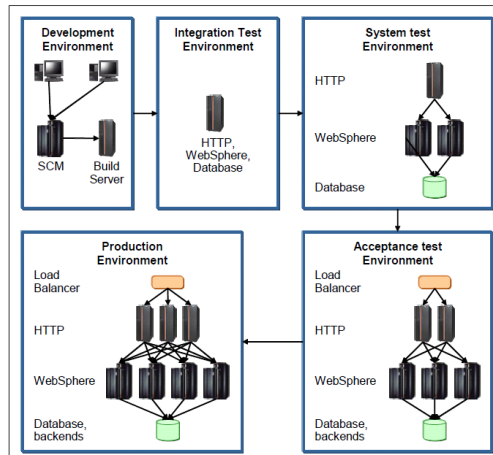 Development
Environment
SCM
Build
Server
Integration Test
Environment
HTTP,
WebSphere,
Database
System test
Environment
HTTP
WebSphere
Database
Production
Environment
Load
Balancer
HTTP
WebSphere
Database,
backends
Acceptance test
Environment
Load
Balancer
HTTP
WebSphere
Database,
backends